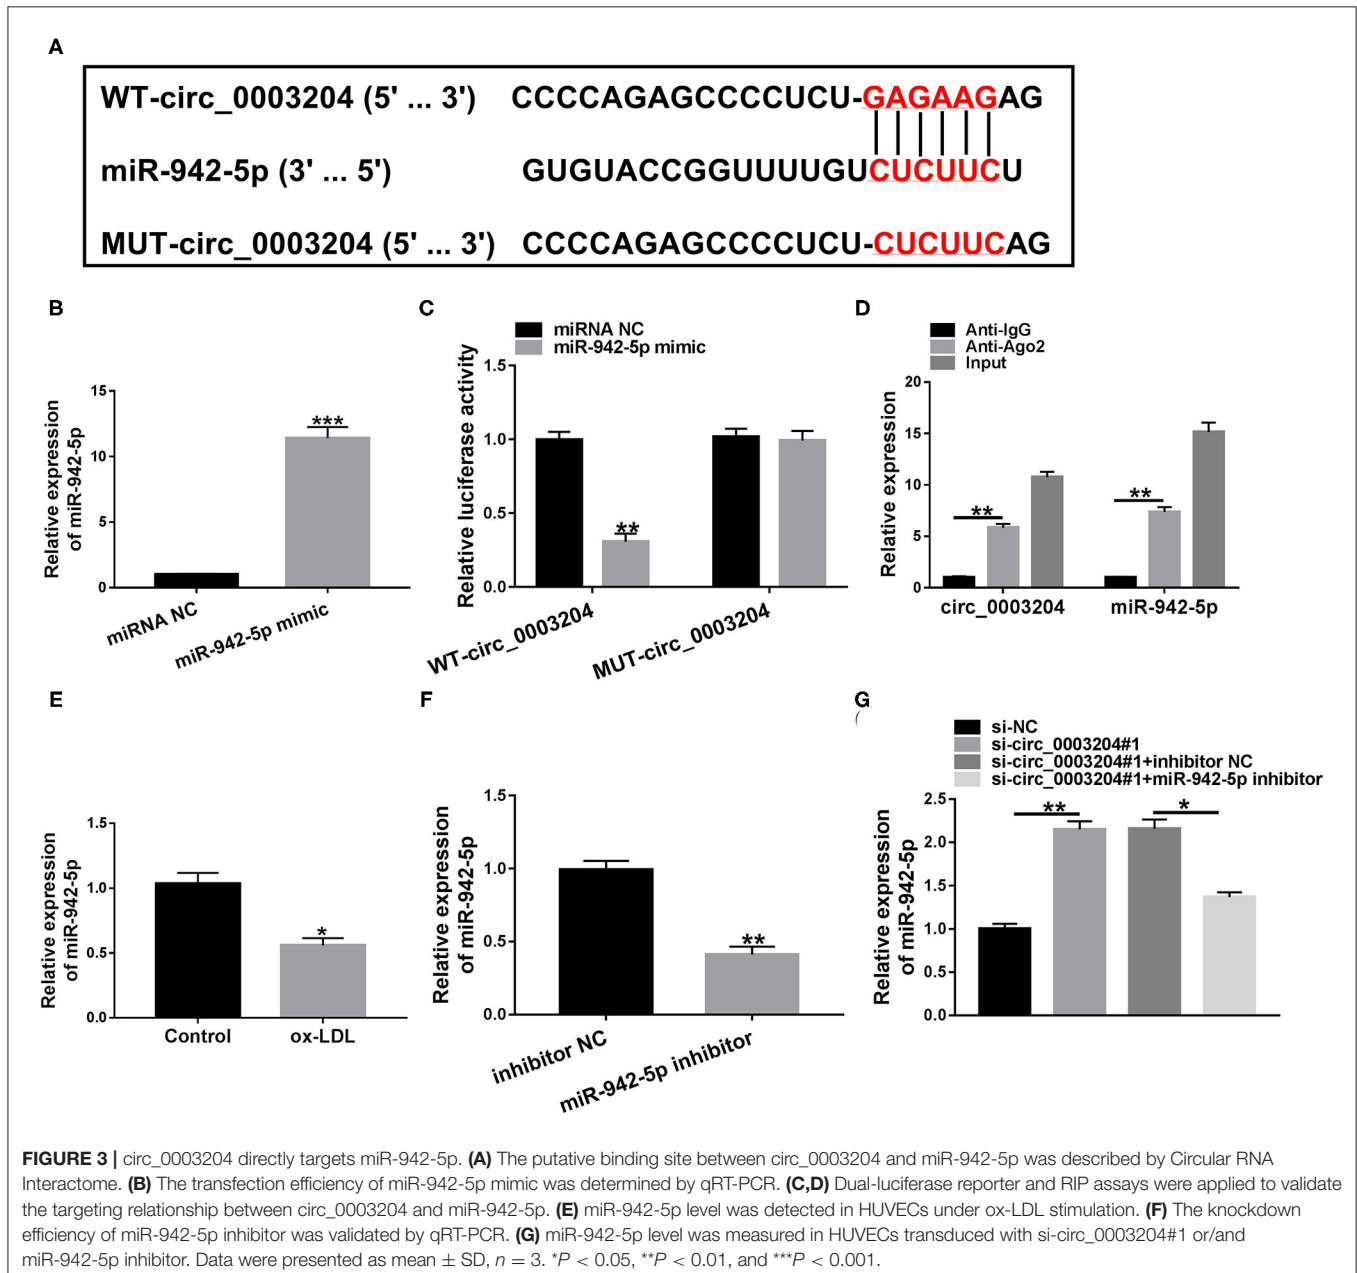 A
WT-circ_0003204 (5' ... 3') CCCCAGAGCCCCUCU-GAGAAGAG
miR-942-5p (3' ... 5') GUGUACCGGUUUUGUCUCUUCU
MUT-circ_0003204 (5' ... 3') CCCCAGAGCCCCUCU-CUCUUCAG
B
Relative expression
of miR-942-5p
15
10
5
0
***
miRNA NC
miR-942-5p mimic
C
miRNA NC
miR-942-5p mimic
Relative luciferase activity
1.5
1.0
0.5
0.0
**
WT-circ_0003204
MUT-circ_0003204
D
Anti-IgG
Anti-Ago2
Input
Relative expression
20
15
10
5
0
**
**
circ_0003204
miR-942-5p
E
Relative expression
of miR-942-5p
1.5
1.0
0.5
0.0
*
Control
ox-LDL
F
Relative expression
of miR-942-5p
1.5
1.0
0.5
0.0
**
inhibitor NC
miR-942-5p inhibitor
G
(
si-NC
si-circ_0003204#1
si-circ_0003204#1+inhibitor NC
si-circ_0003204#1+miR-942-5p inhibitor
Relative expression
of miR-942-5p
2.5
2.0
1.5
1.0
0.5
0.0
**
*
FIGURE 3 | circ_0003204 directly targets miR-942-5p. (A) The putative binding site between circ_0003204 and miR-942-5p was described by Circular RNA
Interactome. (B) The transfection efficiency of miR-942-5p mimic was determined by qRT-PCR. (C,D) Dual-luciferase reporter and RIP assays were applied to validate
the targeting relationship between circ_0003204 and miR-942-5p. (E) miR-942-5p level was detected in HUVECs under ox-LDL stimulation. (F) The knockdown
efficiency of miR-942-5p inhibitor was validated by qRT-PCR. (G) miR-942-5p level was measured in HUVECs transduced with si-circ_0003204#1 or/and
miR-942-5p inhibitor. Data were presented as mean ± SD, n = 3. *P < 0.05, **P < 0.01, and ***P < 0.001.